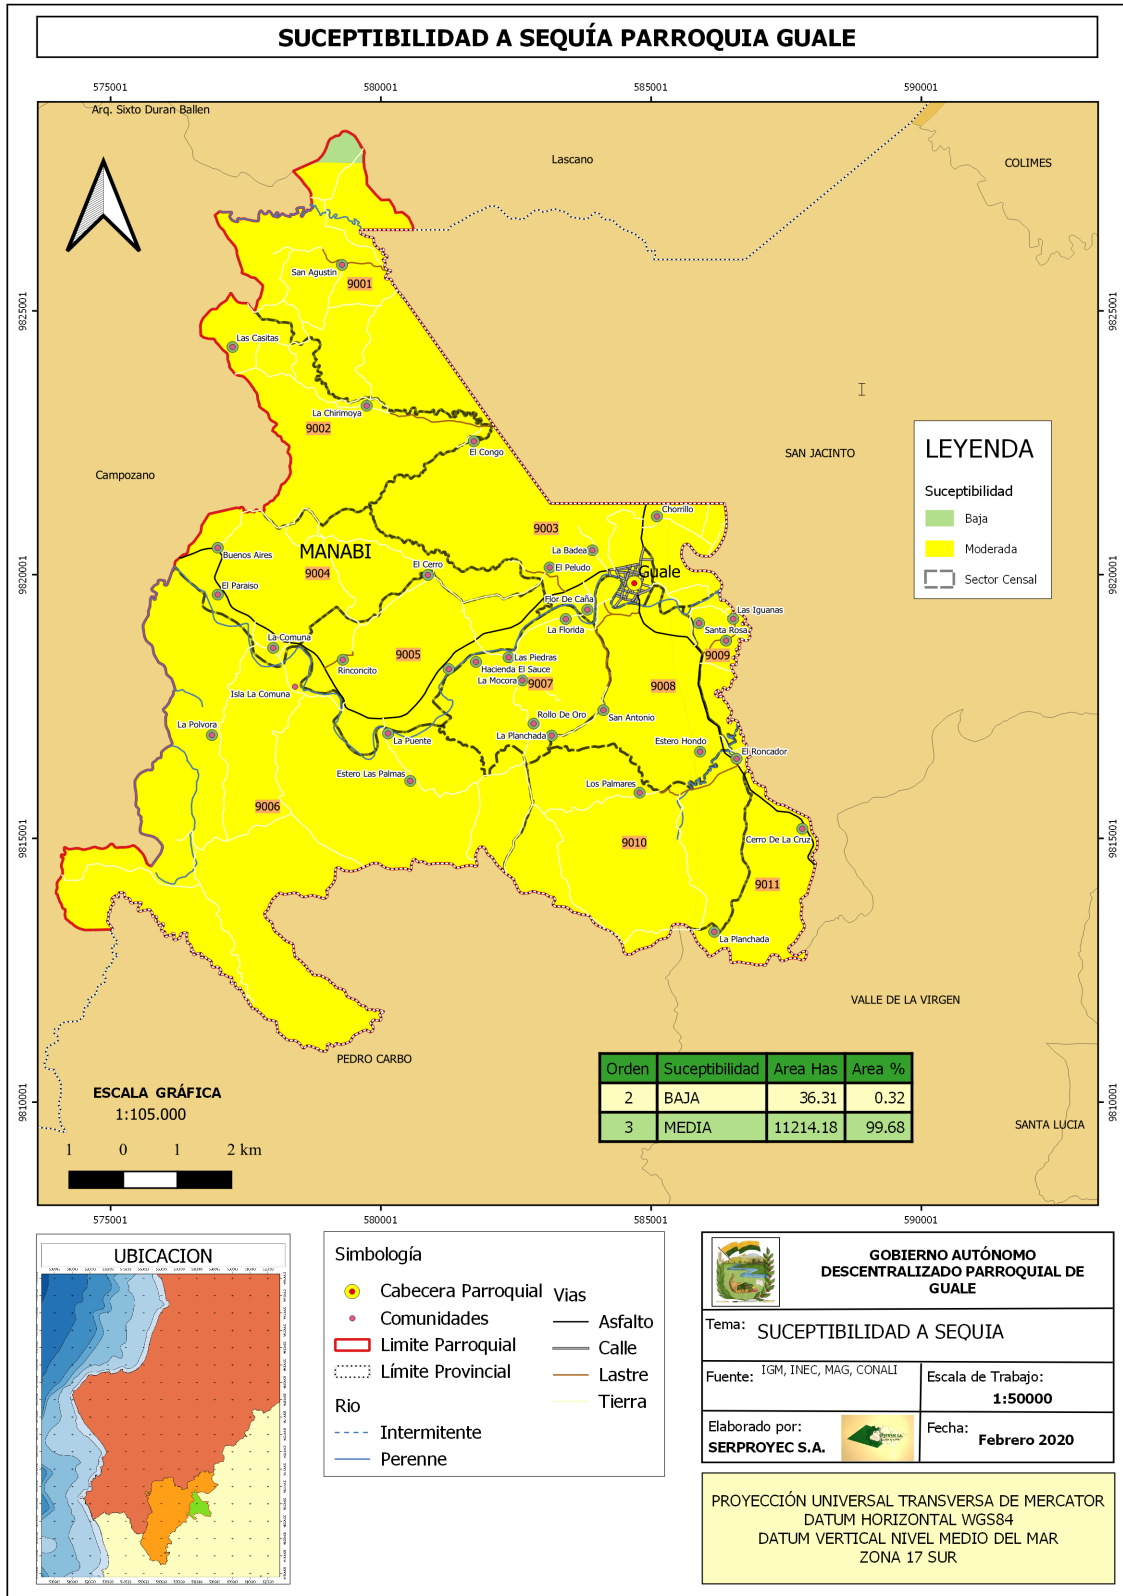 SUCEPTIBILIDAD A SEQUÍA PARROQUIA GUALE
575001
580001
585001
590001
Arq. Sixto Duran Ballen
Lascano
COLIMES
San Agustin
9001
9825001
9825001
Las Casitas
La Chirimoya
9002
El Congo
SAN JACINTO
Campozano
LEYENDA
Suceptibilidad
Baja
Moderada
Sector Censal
Chorrillo
9003
MANABI
La Badea
Buenos Aires
El Cerro
El Peludo
9004
Guale
9820001
9820001
El Paraiso
Flor De Caña
Las Iguanas
La Florida
Santa Rosa
La Comuna
9005
Las Piedras
9009
Rinconcito
Hacienda El Sauce
La Mocora
9007
9008
Isla La Comuna
La Polvora
Rollo De Oro
San Antonio
La Puente
La Planchada
Estero Hondo
El Roncador
Estero Las Palmas
Los Palmares
9006
9815001
9815001
9010
Cerro De La Cruz
9011
La Planchada
VALLE DE LA VIRGEN
PEDRO CARBO
Orden Suceptibilidad Area Has Area %
2 BAJA 36.31 0.32
3 MEDIA 11214.18 99.68
ESCALA GRÁFICA
1:105.000
9810001
9810001
SANTA LUCIA
1 0 1 2 km
575001
580001
585001
590001
UBICACION
Simbología
Cabecera Parroquial
Comunidades
Limite Parroquial
Límite Provincial
Rio
Intermitente
Perenne
Vias
Asfalto
Calle
Lastre
Tierra
GOBIERNO AUTÓNOMO
DESCENTRALIZADO PARROQUIAL DE
GUALE
Tema: SUCEPTIBILIDAD A SEQUIA
Fuente: IGM, INEC, MAG, CONALI
Escala de Trabajo:
1:50000
Elaborado por:
SERPROYEC S.A.
Fecha: Febrero 2020
PROYECCIÓN UNIVERSAL TRANSVERSA DE MERCATOR
DATUM HORIZONTAL WGS84
DATUM VERTICAL NIVEL MEDIO DEL MAR
ZONA 17 SUR